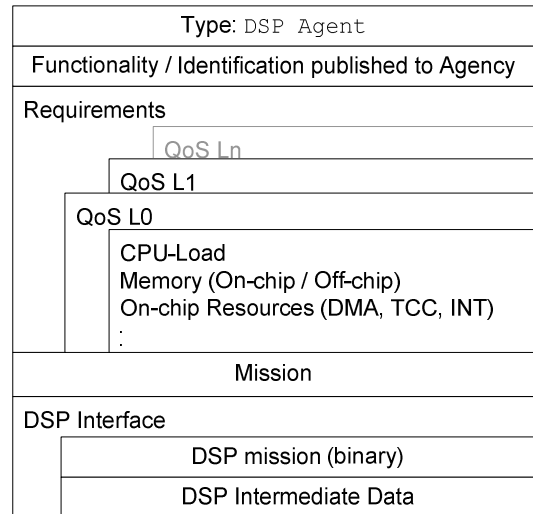 Type: DSP Agent
Functionality / Identification published to Agency
Requirements
QoS Ln
QoS L1
QoS L0
CPU-Load
Memory (On-chip / Off-chip)
On-chip Resources (DMA, TCC, INT)
:
Mission
DSP Interface
DSP mission (binary)
DSP Intermediate Data